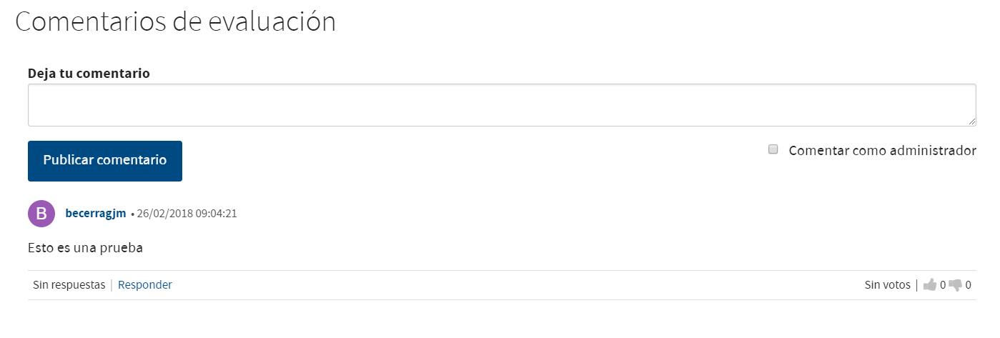 Comentarios de evaluación
Deja tu comentario
Publicar comentario
Comentar como administrador
B becerragjm • 26/02/2018 09:04:21
Esto es una prueba
Sin respuestas | Responder
Sin votos | 0 0